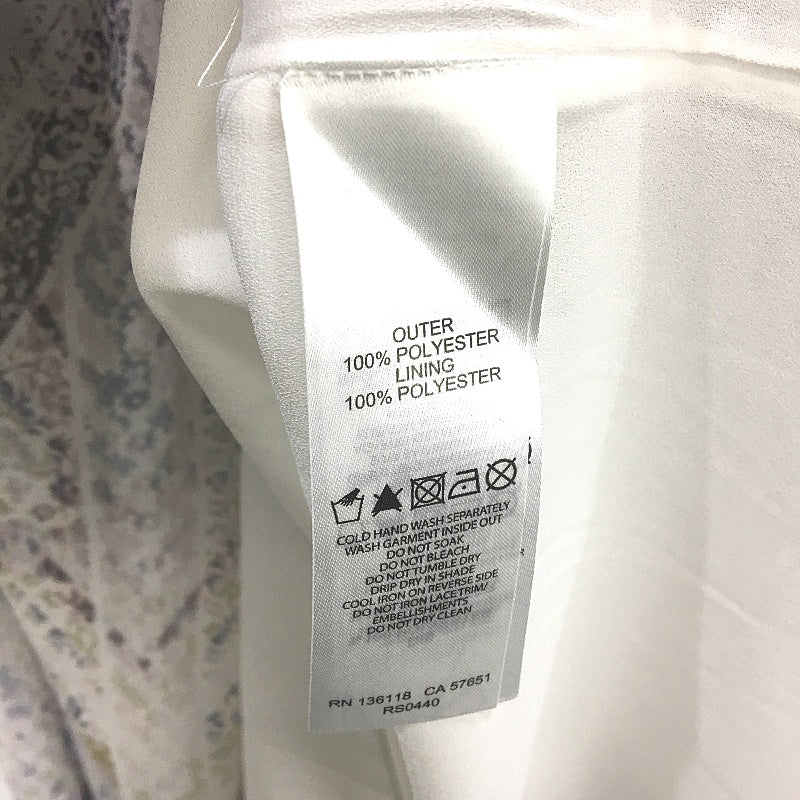 OUTER
100% POLYESTER
LINING
100% POLYESTER
COLD HAND WASH SEPARATELY
WASH GARMENT INSIDE OUT
DO NOT SOAK
DO NOT BLEACH
DO NOT TUMBLE DRY
DRIP DRY IN SHADE
COOL IRON ON REVERSE SIDE
DO NOT IRON LACE TRIM/
EMBELLISHMENTS
DO NOT DRY CLEAN
RN 136118 CA 57651
RS0440